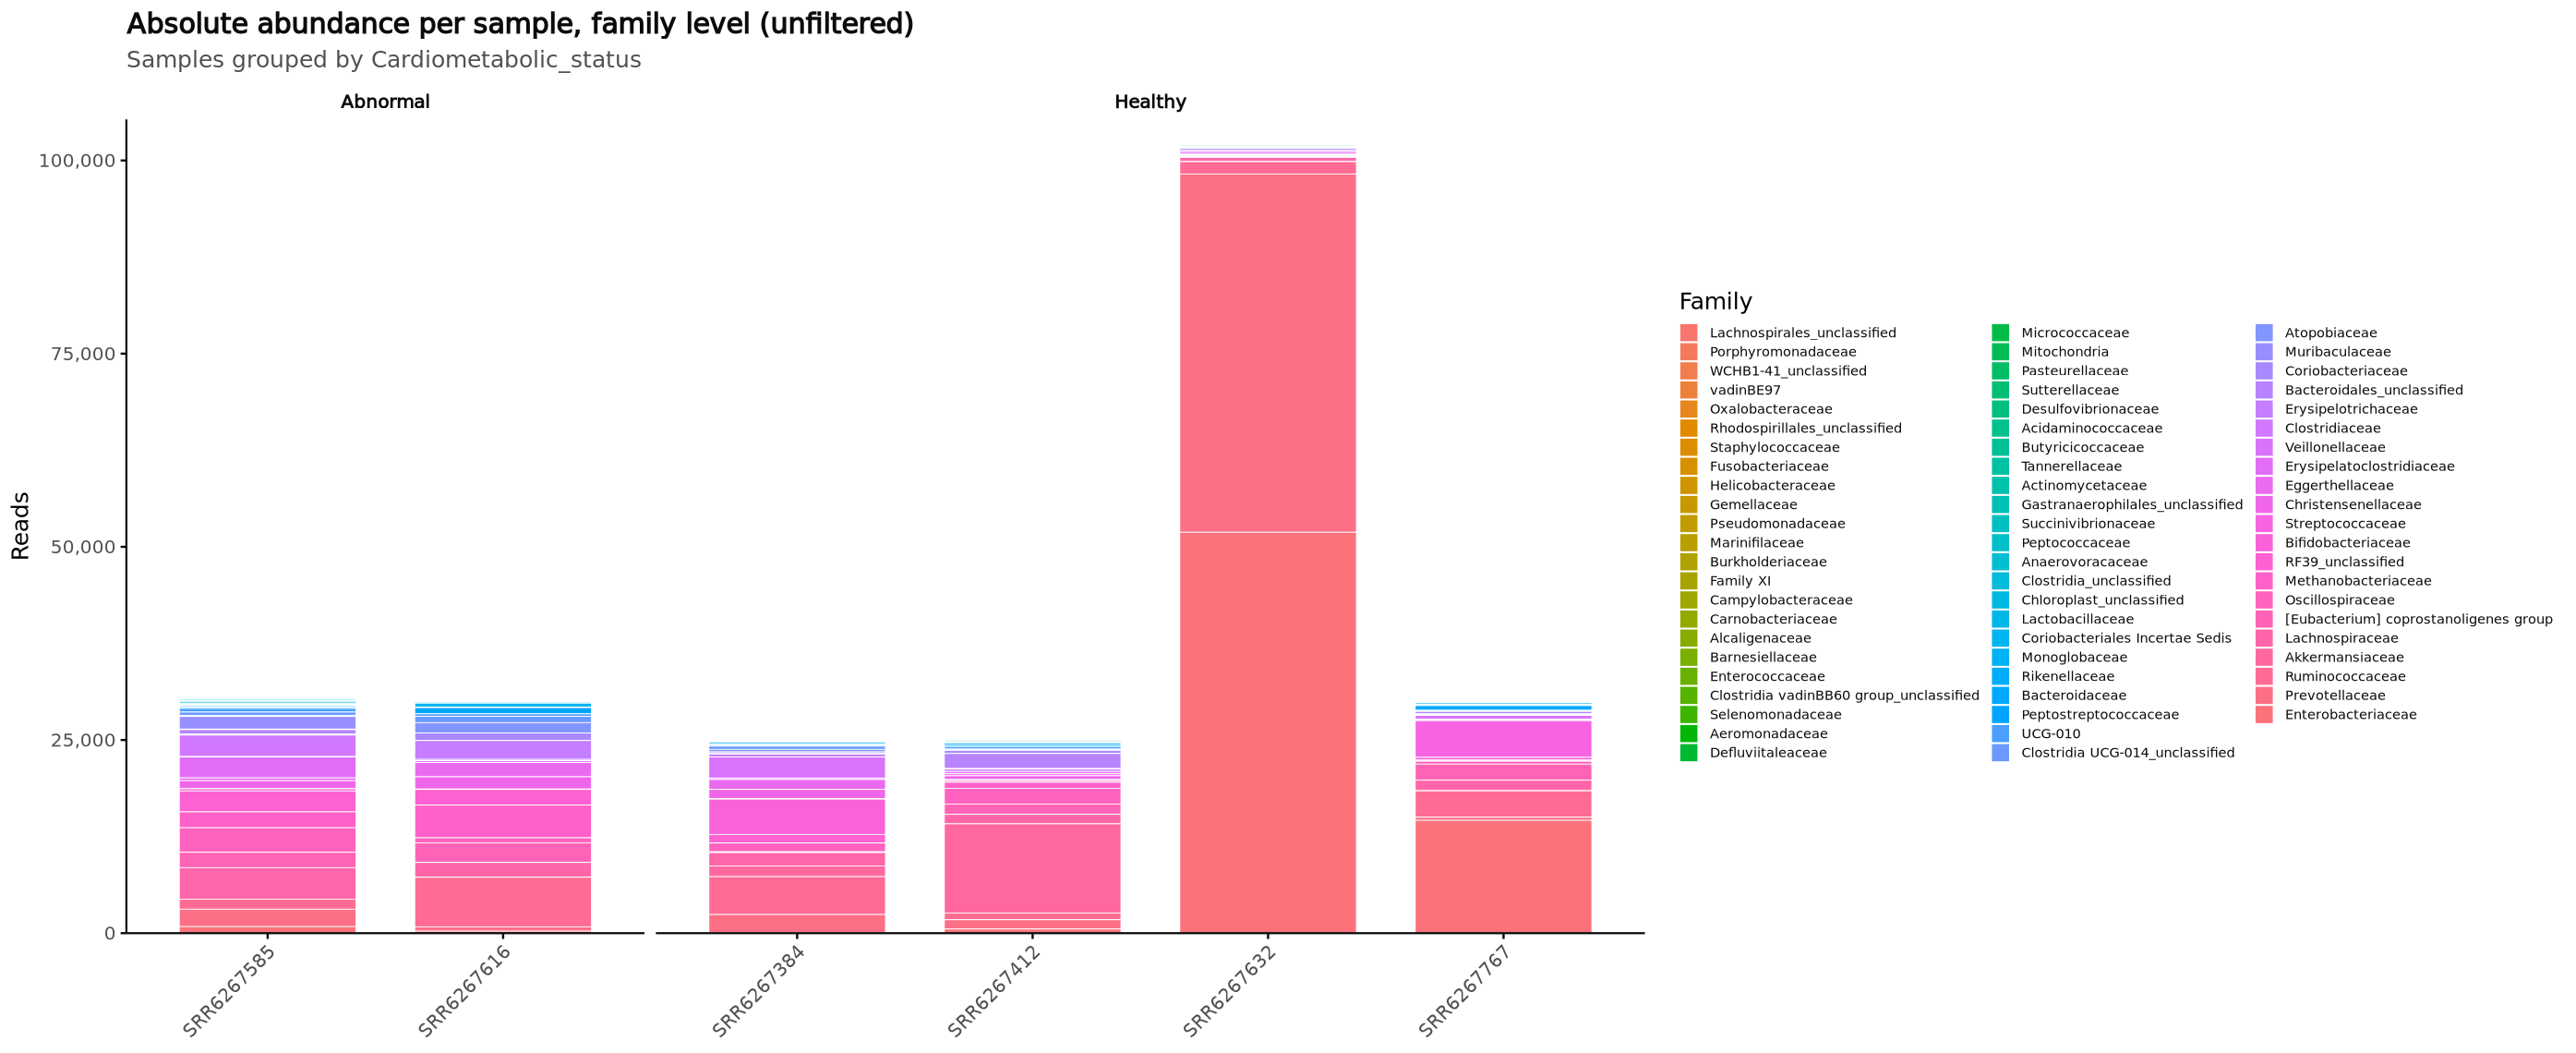 Absolute abundance per sample, family level (unfiltered)
Samples grouped by Cardiometabolic_status
Abnormal
Healthy
100,000
75,000
50,000
25,000
0
Reads
SRR6267585
SRR6267616
SRR6267384
SRR6267412
SRR6267632
SRR6267767
Family
Lachnospirales_unclassified
Porphyromonadaceae
WCHB1-41_unclassified
vadinBE97
Oxalobacteraceae
Rhodospirillales_unclassified
Staphylococcaceae
Fusobacteriaceae
Helicobacteraceae
Gemellaceae
Pseudomonadaceae
Marinifilaceae
Burkholderiaceae
Family XI
Campylobacteraceae
Carnobacteriaceae
Alcaligenaceae
Barnesiellaceae
Enterococcaceae
Clostridia vadinBB60 group_unclassified
Selenomonadaceae
Aeromonadaceae
Defluviitaleaceae
Micrococcaceae
Mitochondria
Pasteurellaceae
Sutterellaceae
Desulfovibrionaceae
Acidaminococcaceae
Butyricicoccaceae
Tannerellaceae
Actinomycetaceae
Gastranaerophilales_unclassified
Succinivibrionaceae
Peptococcaceae
Anaerovoracaceae
Clostridia_unclassified
Chloroplast_unclassified
Lactobacillaceae
Coriobacteriales Incertae Sedis
Monoglobaceae
Rikenellaceae
Bacteroidaceae
Peptostreptococcaceae
UCG-010
Clostridia UCG-014_unclassified
Atopobiaceae
Muribaculaceae
Coriobacteriaceae
Bacteroidales_unclassified
Erysipelotrichaceae
Clostridiaceae
Veillonellaceae
Erysipelatoclostridiaceae
Eggerthellaceae
Christensenellaceae
Streptococcaceae
Bifidobacteriaceae
RF39_unclassified
Methanobacteriaceae
Oscillospiraceae
[Eubacterium] coprostanoligenes group
Lachnospiraceae
Akkermansiaceae
Ruminococcaceae
Prevotellaceae
Enterobacteriaceae